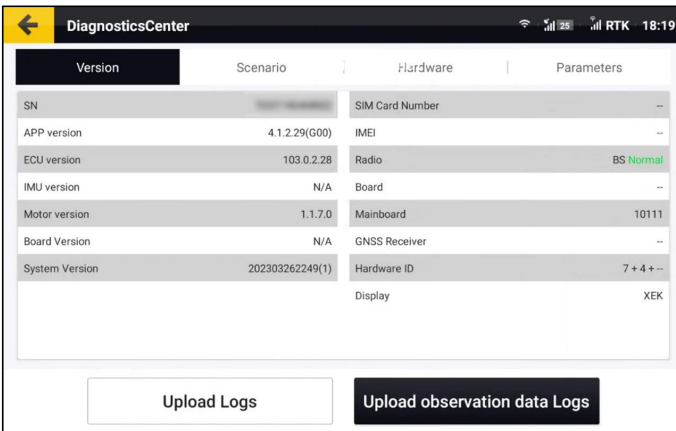 DiagnosticsCenter 25 RTK 18:19
Version Scenario Hardware Parameters
SN
APP version 4.1.2.29(G00)
ECU version 103.0.2.28
IMU version N/A
Motor version 1.1.7.0
Board Version N/A
System Version 202303262249(1)
SIM Card Number --
IMEI --
Radio BS Normal
Board --
Mainboard 10111
GNSS Receiver --
Hardware ID 7 + 4 + --
Display XEK
Upload Logs Upload observation data Logs